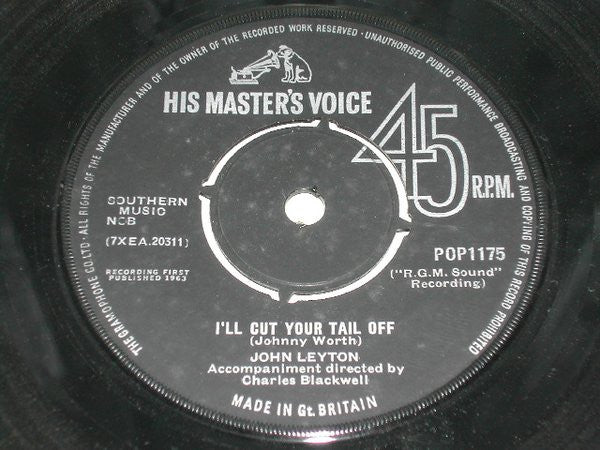 ALL RIGHTS OF THE MANUFACTURER AND OF THE OWNER OF THE RECORDED WORK RESERVED - UNAUTHORISED PUBLIC PERFORMANCE BROADCASTING AND COPYING OF THIS RECORD PROHIBITED
THE GRAMOPHONE CO. LTD.
HIS MASTER'S VOICE
45
R.P.M.
SOUTHERN
MUSIC
NCB
(7XEA.20311)
RECORDING FIRST
PUBLISHED 1963
POP1175
("R.G.M. Sound"
Recording)
I'LL CUT YOUR TAIL OFF
(Johnny Worth)
JOHN LEYTON
Accompaniment directed by
Charles Blackwell
MADE IN Gt. BRITAIN